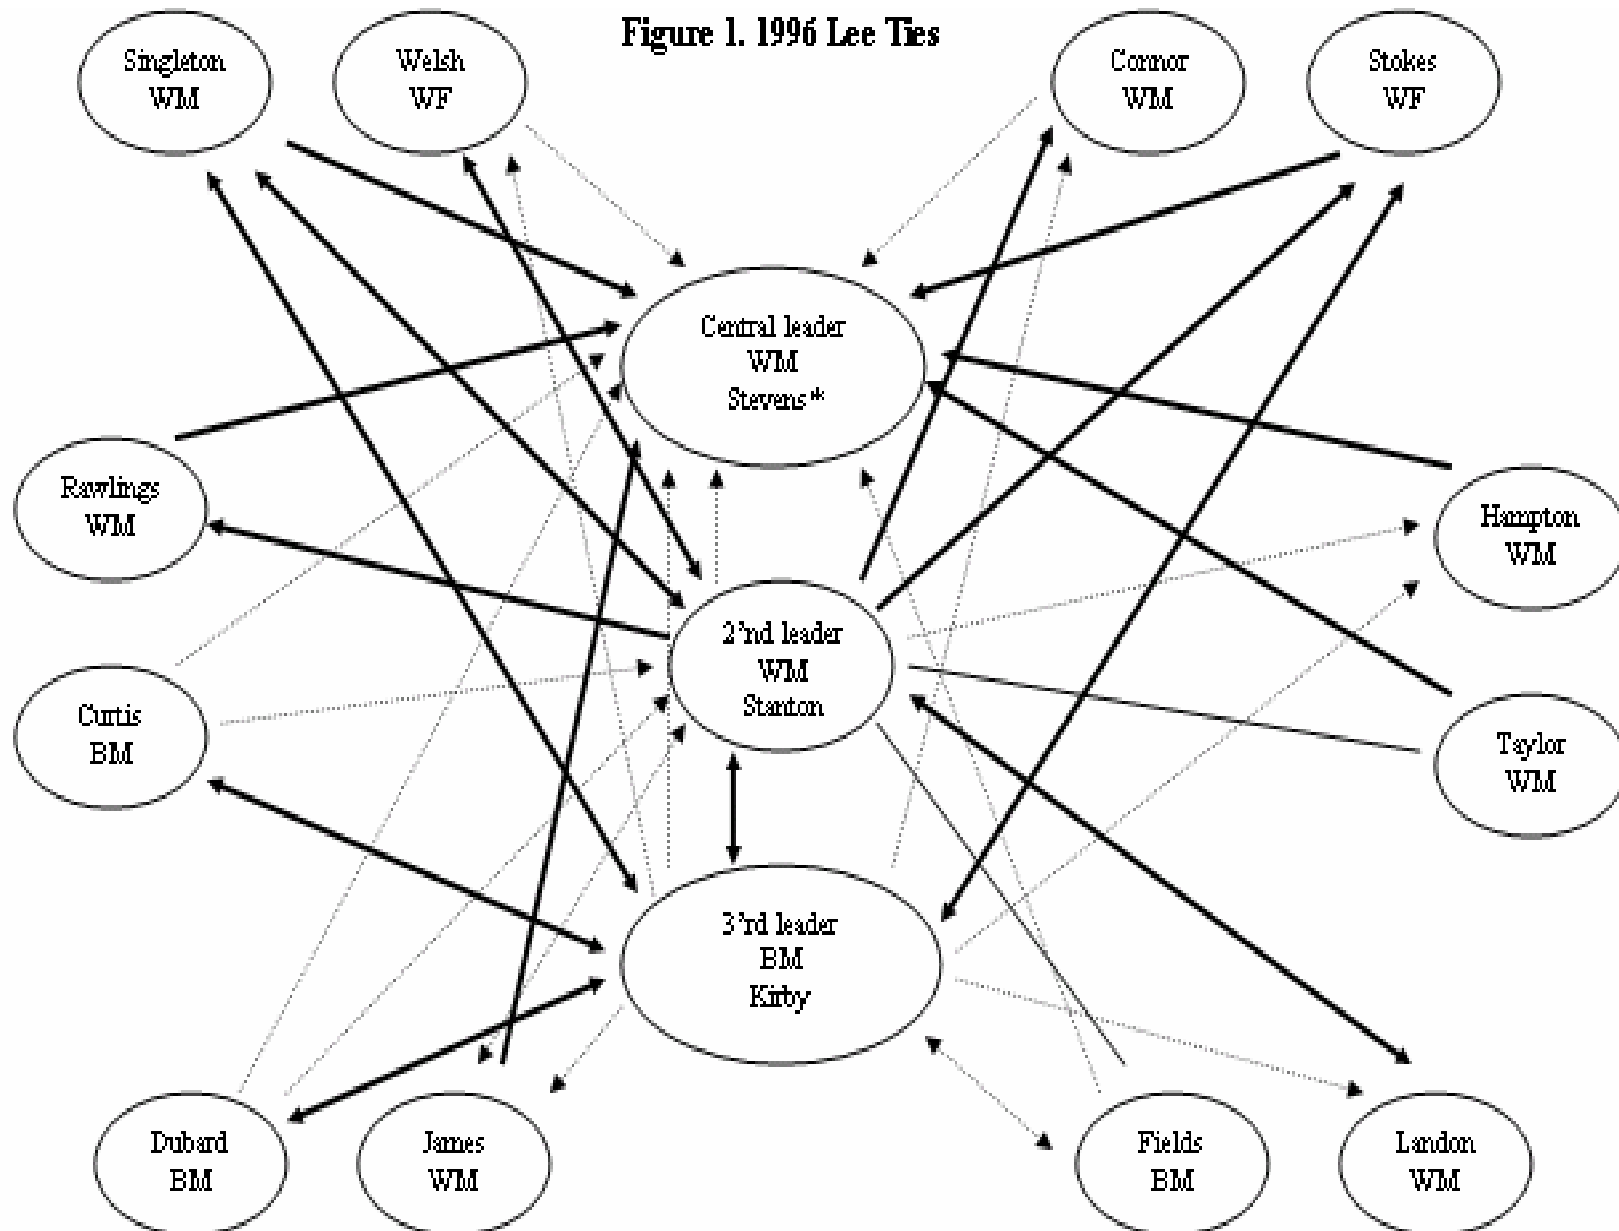 Figure 1. 1996 Lee Ties
Singleton
WM
Welsh
WF
Connor
WM
Stokes
WF
Central leader
WM
Stevens*
Rawlings
WM
Hampton
WM
2'nd leader
WM
Stanton
Curtis
BM
Taylor
WM
3'rd leader
BM
Kirby
Dubard
BM
James
WM
Fields
BM
Landon
WM